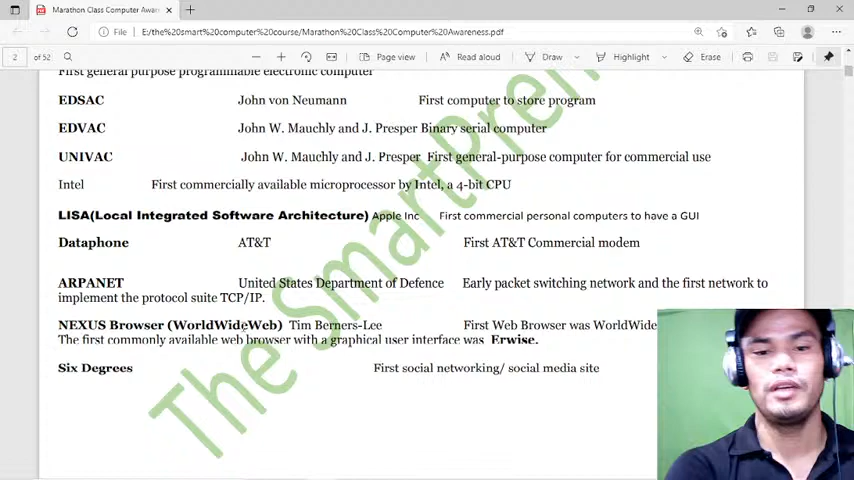 Marathon Class Computer Awaren
File
E:/the%20smart%20computer%20course/Marathon%20Class%20Computer%20Awareness.pdf
2 of 52
Page view
Read aloud
Draw
Highlight
Erase
First general purpose programmable electronic computer
EDSAC John von Neumann First computer to store program
EDVAC John W. Mauchly and J. Presper Binary serial computer
UNIVAC John W. Mauchly and J. Presper First general-purpose computer for commercial use
Intel First commercially available microprocessor by Intel, a 4-bit CPU
LISA(Local Integrated Software Architecture) Apple Inc First commercial personal computers to have a GUI
Dataphone AT&T First AT&T Commercial modem
ARPANET United States Department of Defence Early packet switching network and the first network to
implement the protocol suite TCP/IP.
NEXUS Browser (WorldWideWeb) Tim Berners-Lee First Web Browser was WorldWide
The first commonly available web browser with a graphical user interface was Erwise.
Six Degrees First social networking/ social media site
The SmartPren